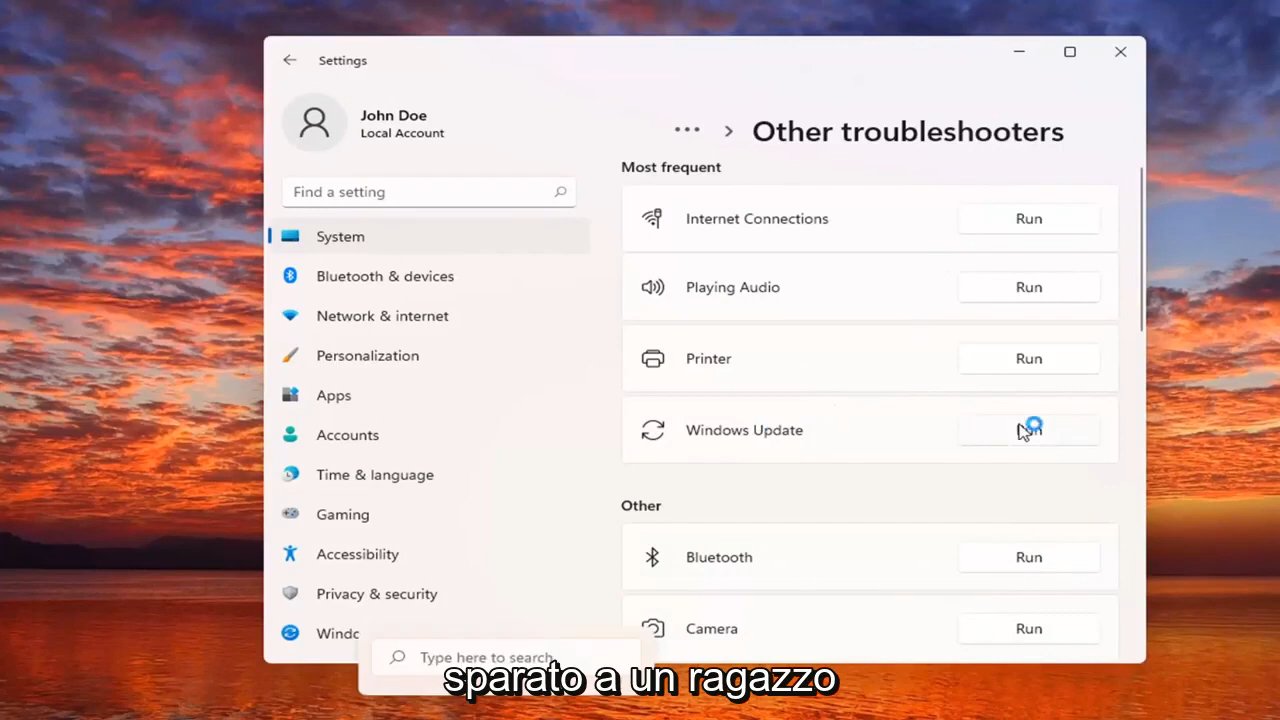 Settings
John Doe
Local Account
Find a setting
System
Bluetooth & devices
Network & internet
Personalization
Apps
Accounts
Time & language
Gaming
Accessibility
Privacy & security
Windo
Other troubleshooters
Most frequent
Internet Connections Run
Playing Audio Run
Printer Run
Windows Update Run
Other
Bluetooth Run
Camera Run
Type here to search
sparato a un ragazzo